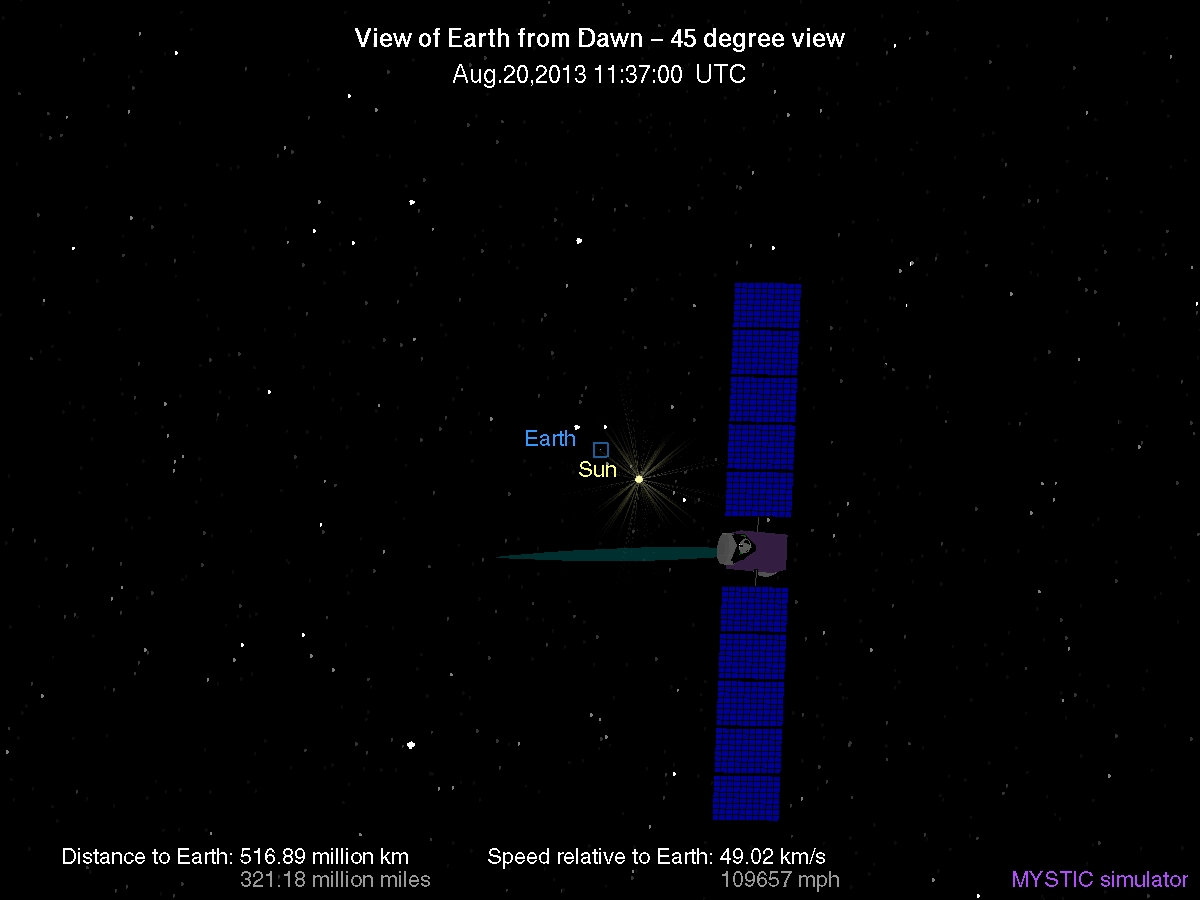 View of Earth from Dawn – 45 degree view
Aug.20,2013 11:37:00 UTC
Earth
Sun
Distance to Earth: 516.89 million km
321.18 million miles
Speed relative to Earth: 49.02 km/s
109657 mph
MYSTIC simulator